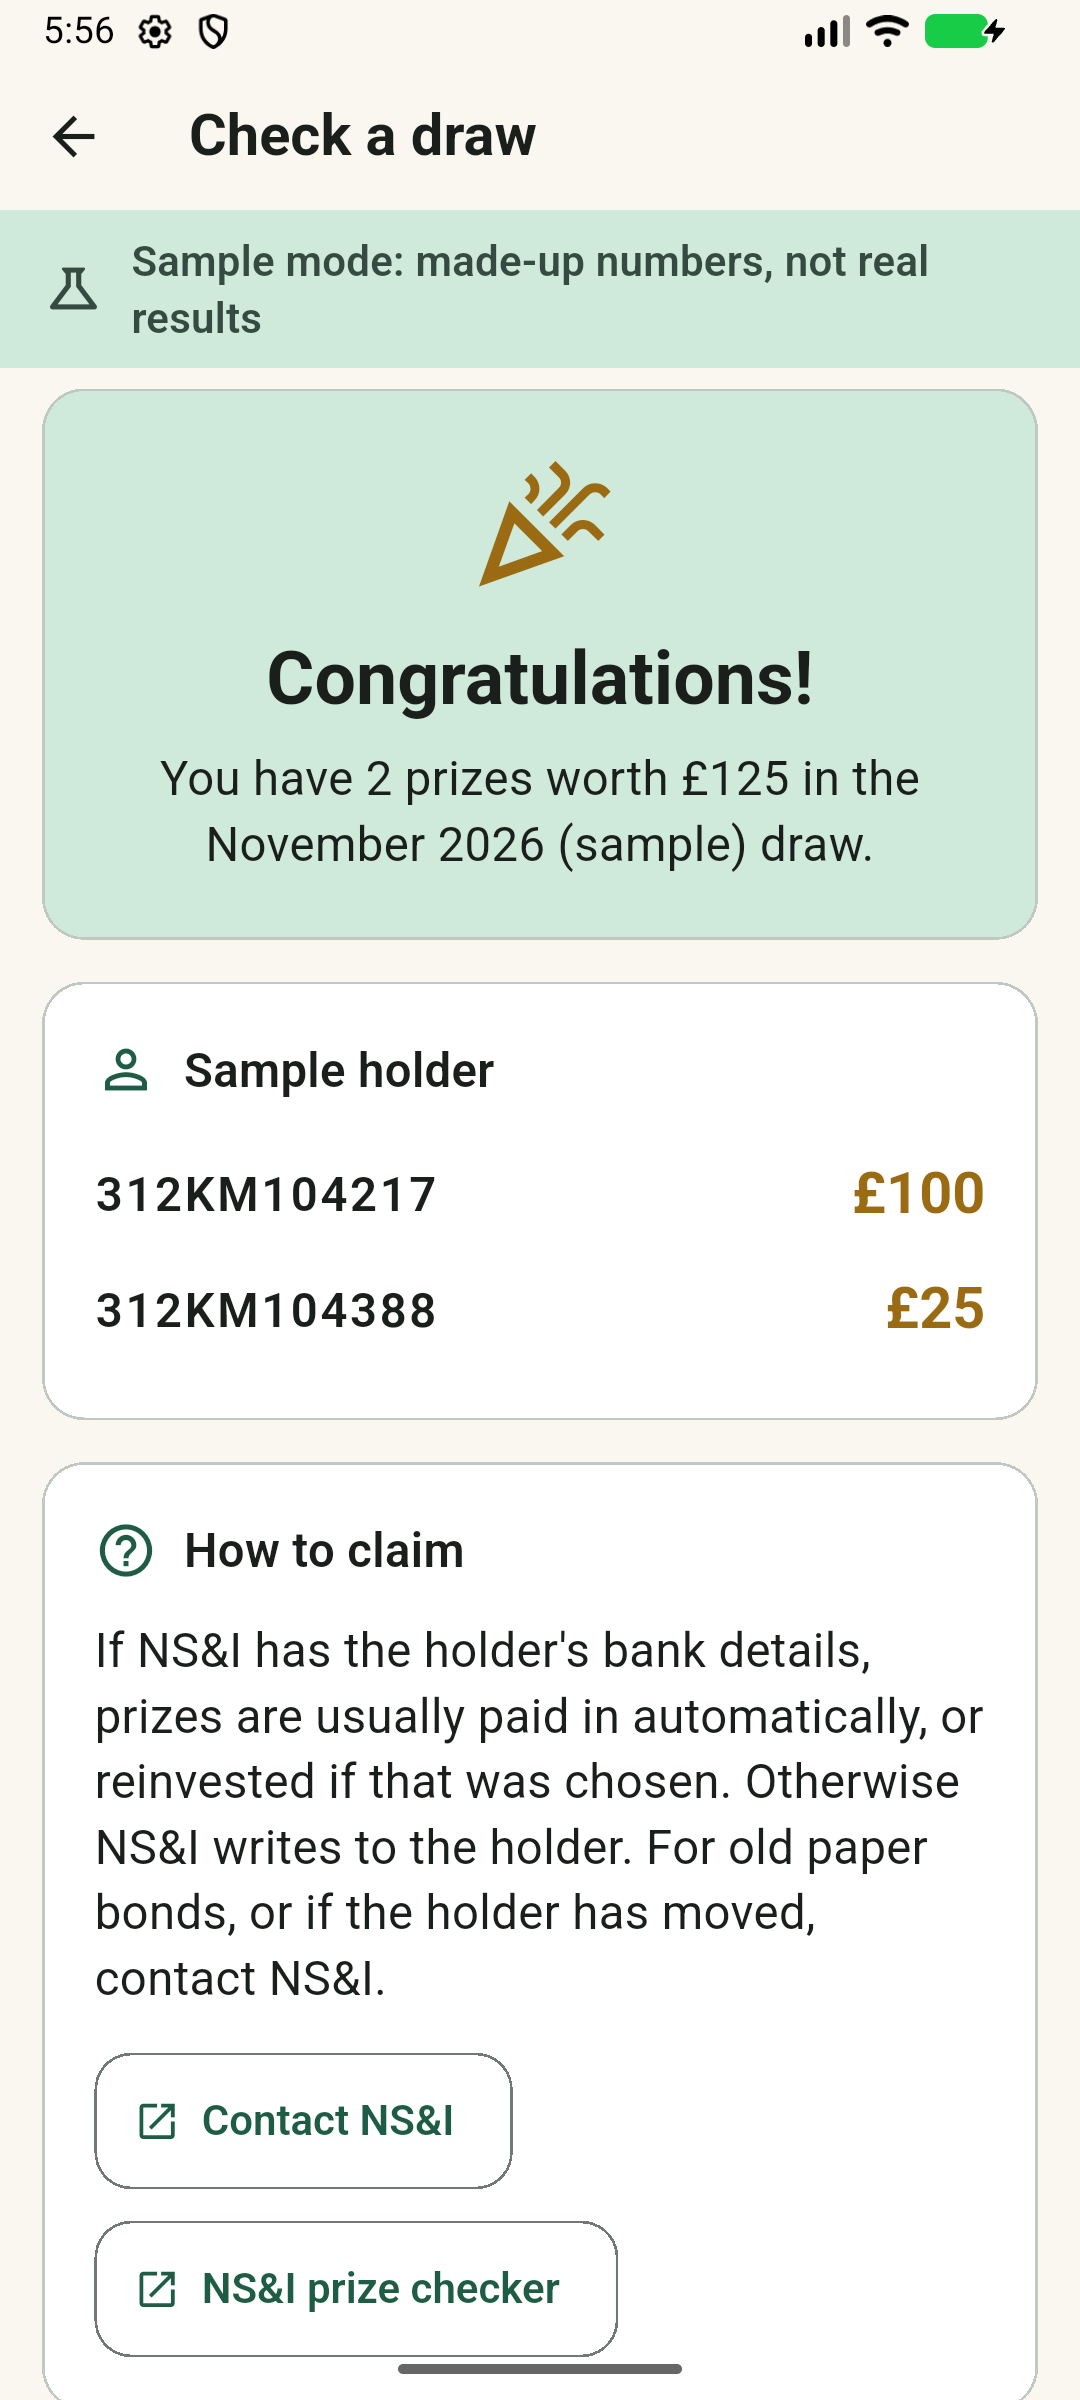 5:56
Check a draw
Sample mode: made-up numbers, not real
results
Congratulations!
You have 2 prizes worth £125 in the
November 2026 (sample) draw.
Sample holder
312KM104217 £100
312KM104388 £25
How to claim
If NS&I has the holder's bank details,
prizes are usually paid in automatically, or
reinvested if that was chosen. Otherwise
NS&I writes to the holder. For old paper
bonds, or if the holder has moved,
contact NS&I.
Contact NS&I
NS&I prize checker